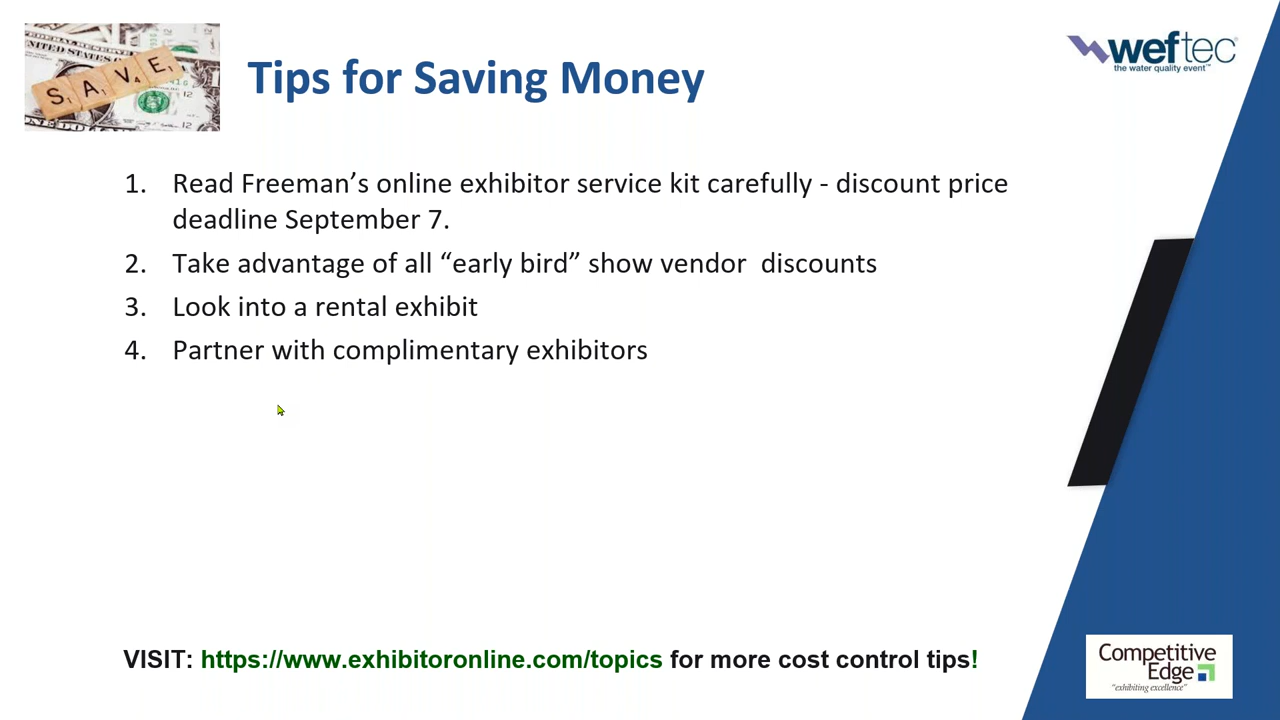 UNITED STATES
SAVE
Tips for Saving Money
weftec
the water quality event™
1. Read Freeman’s online exhibitor service kit carefully - discount price
deadline September 7.
2. Take advantage of all “early bird” show vendor  discounts
3. Look into a rental exhibit
4. Partner with complimentary exhibitors
VISIT: https://www.exhibitoronline.com/topics for more cost control tips!
Competitive
Edge
"exhibiting excellence"